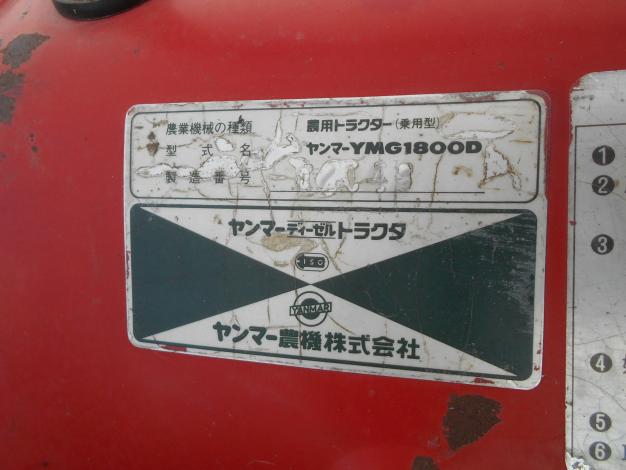 農業機械の種類 農用トラクター(乗用型)
型式名 ヤンマーYMG1800D
製造番号
ヤンマーディーゼルトラクタ
ISO
YANMAR
ヤンマー農機株式会社
1
2
3
4
5
6